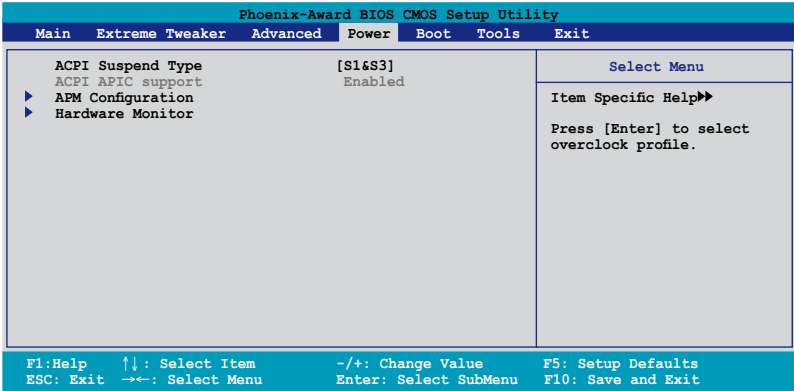 Phoenix-Award BIOS CMOS Setup Utility
Main Extreme Tweaker Advanced Power Boot Tools Exit
ACPI Suspend Type [S1&S3]
ACPI APIC support Enabled
APM Configuration
Hardware Monitor
Select Menu
Item Specific Help
Press [Enter] to select
overclock profile.
F1:Help ↑↓: Select Item -/+: Change Value F5: Setup Defaults
ESC: Exit →←: Select Menu Enter: Select SubMenu F10: Save and Exit